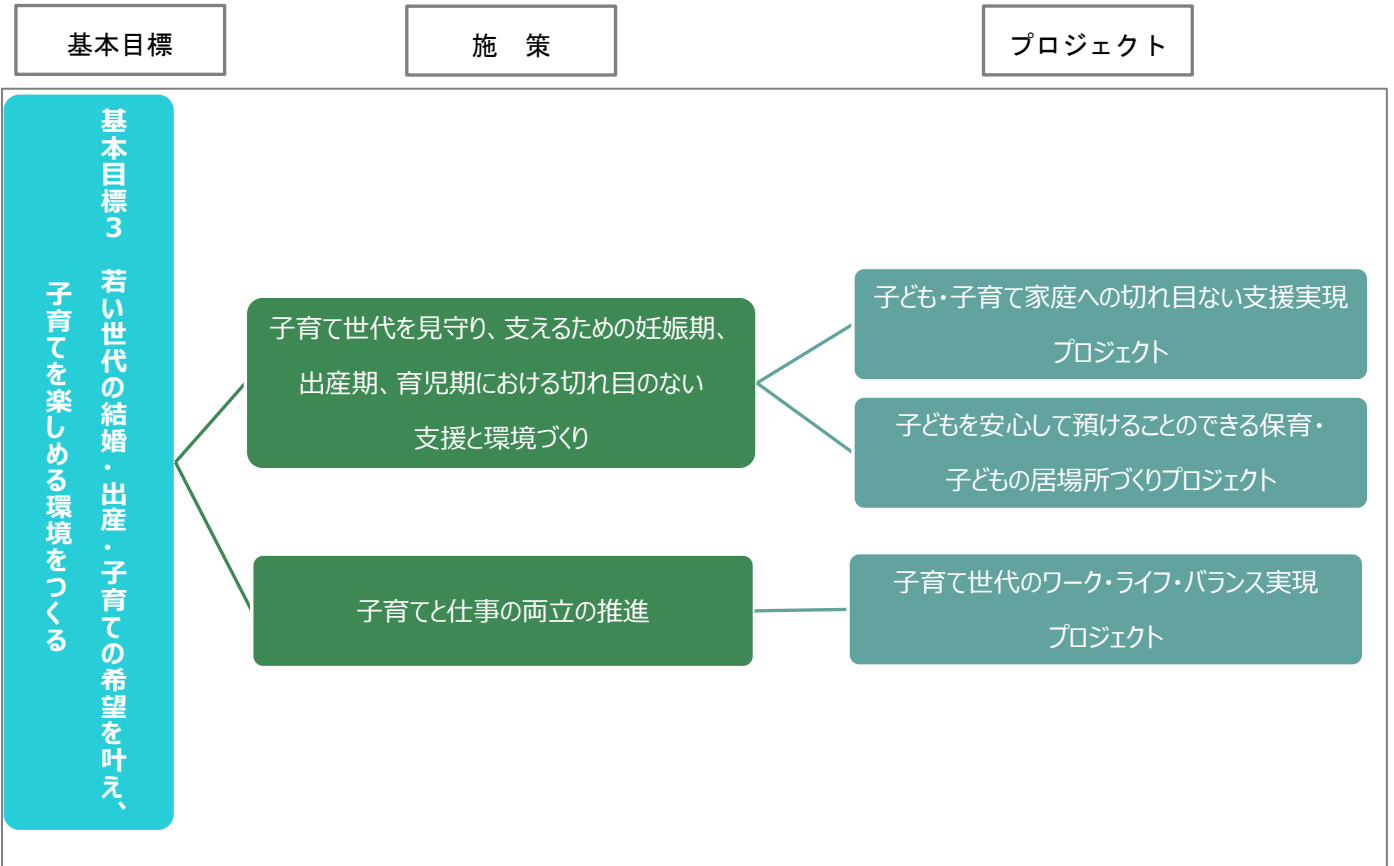 基本目標
施　策
プロジェクト
基本目標３　若い世代の結婚・出産・子育ての希望を叶え、
子育てを楽しめる環境をつくる
子育て世代を見守り、支えるための妊娠期、
出産期、育児期における切れ目のない
支援と環境づくり
子ども・子育て家庭への切れ目ない支援実現
プロジェクト
子どもを安心して預けることのできる保育・
子どもの居場所づくりプロジェクト
子育てと仕事の両立の推進
子育て世代のワーク・ライフ・バランス実現
プロジェクト